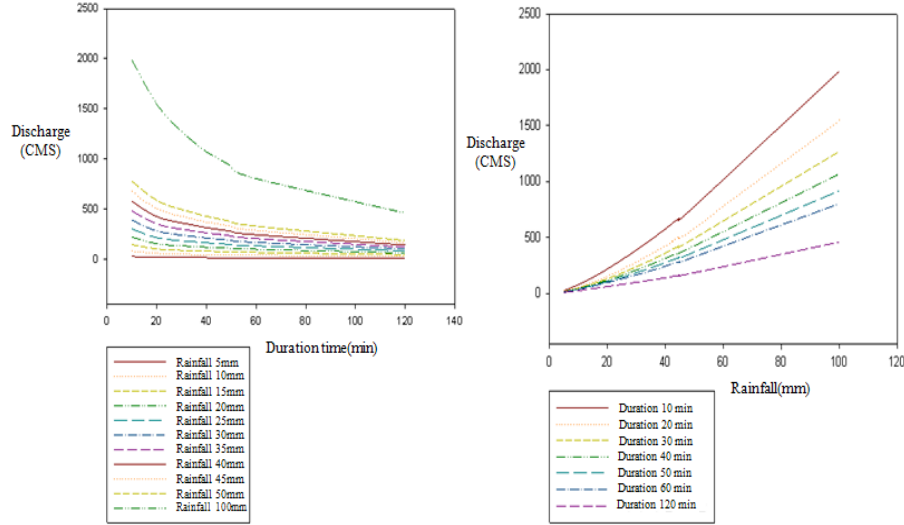 2500
2000
1500
1000
500
0
Discharge
(CMS)
0 20 40 60 80 100 120 140
Duration time(min)
Rainfall 5mm
Rainfall 10mm
Rainfall 15mm
Rainfall 20mm
Rainfall 25mm
Rainfall 30mm
Rainfall 35mm
Rainfall 40mm
Rainfall 45mm
Rainfall 50mm
Rainfall 100mm
2500
2000
1500
1000
500
0
Discharge
(CMS)
0 20 40 60 80 100 120
Rainfall(mm)
Duration 10 min
Duration 20 min
Duration 30 min
Duration 40 min
Duration 50 min
Duration 60 min
Duration 120 min